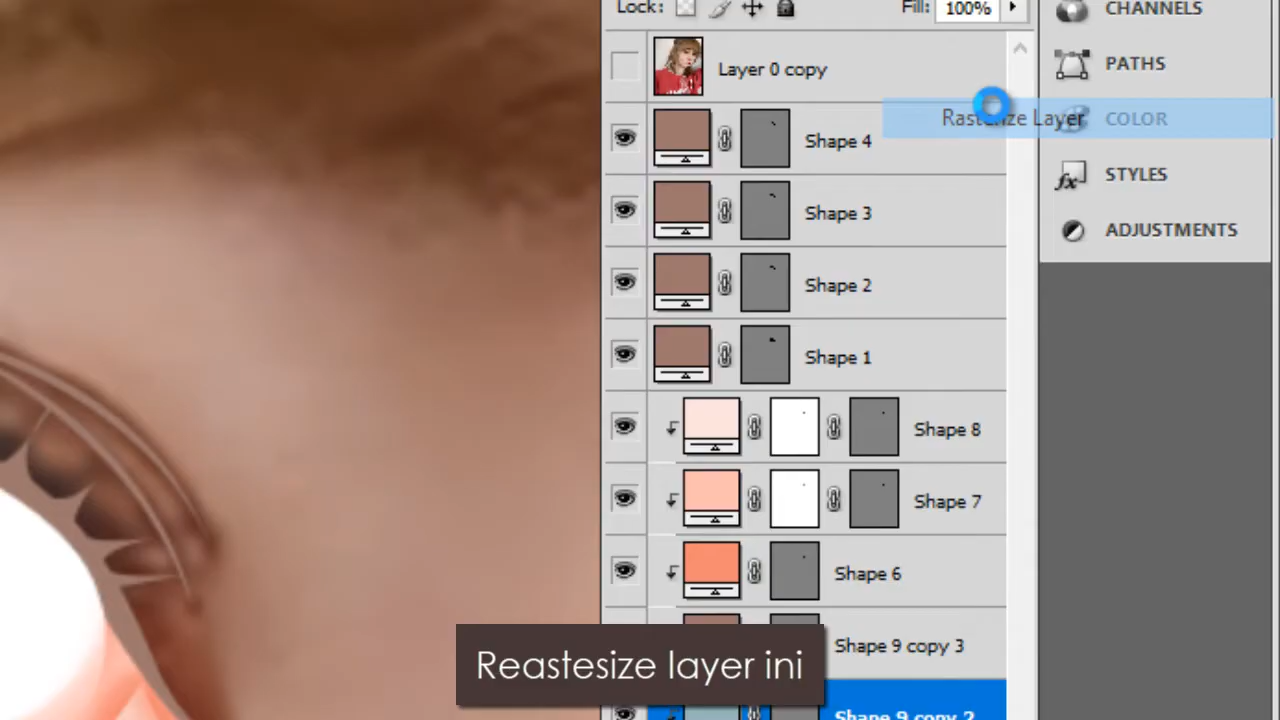 Lock:
Fill: 100%
CHANNELS
Layer 0 copy
PATHS
Rasterize Layer
COLOR
Shape 4
STYLES
Shape 3
ADJUSTMENTS
Shape 2
Shape 1
Shape 8
Shape 7
Shape 6
Shape 9 copy 3
Reastesize layer ini
Shape 9 copy 2